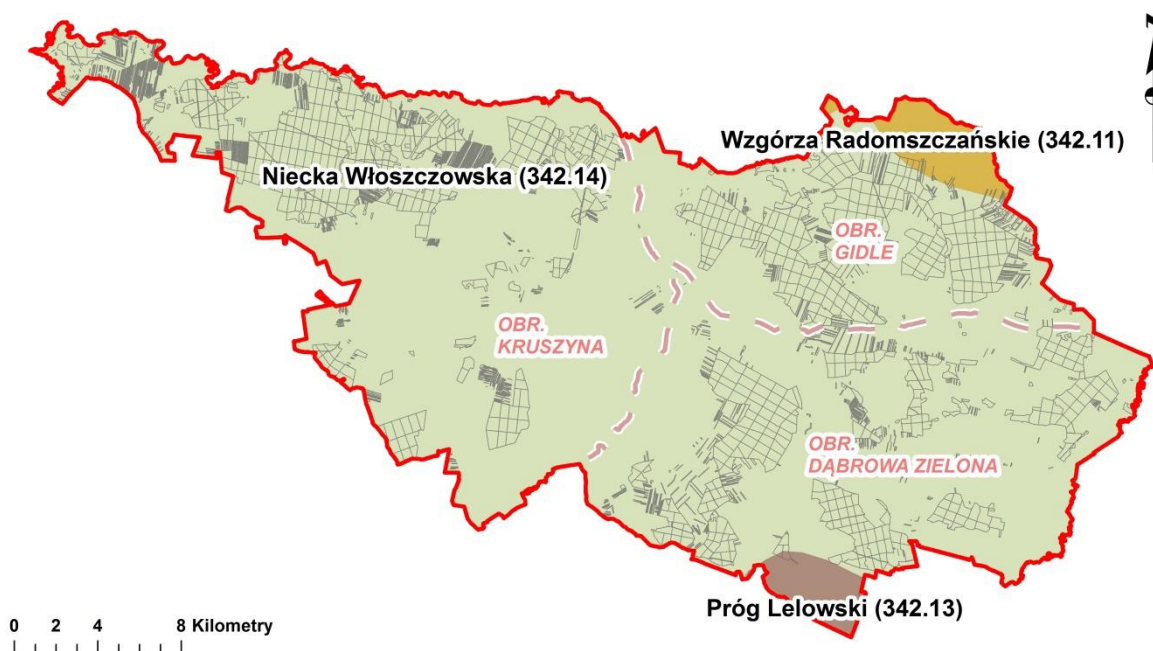 Wzgórza Radomszczańskie (342.11)
Niecka Włoszczowska (342.14)
OBR.
GIDLE
OBR.
KRUSZYNA
OBR.
DĄBROWA ZIELONA
Próg Lelowski (342.13)
0 2 4 8 Kilometry